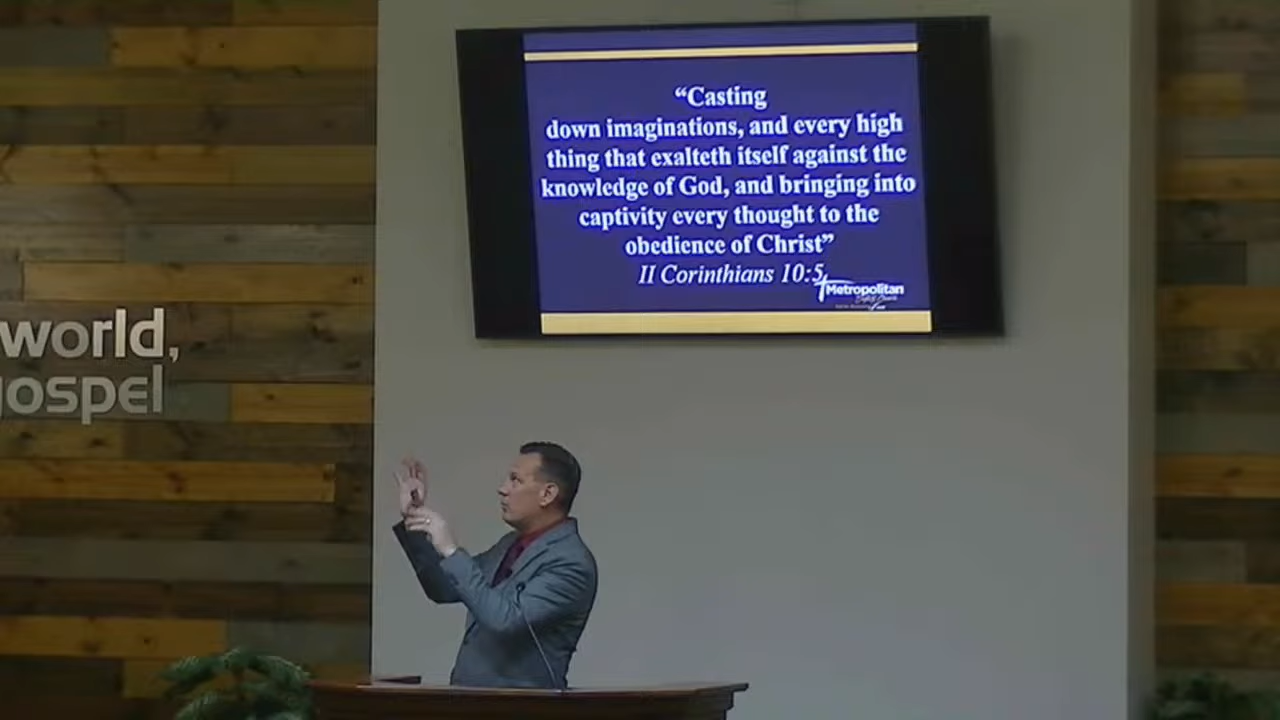 “Casting
down imaginations, and every high
thing that exalteth itself against the
knowledge of God, and bringing into
captivity every thought to the
obedience of Christ”
II Corinthians 10:5
Metropolitan
world,
gospel